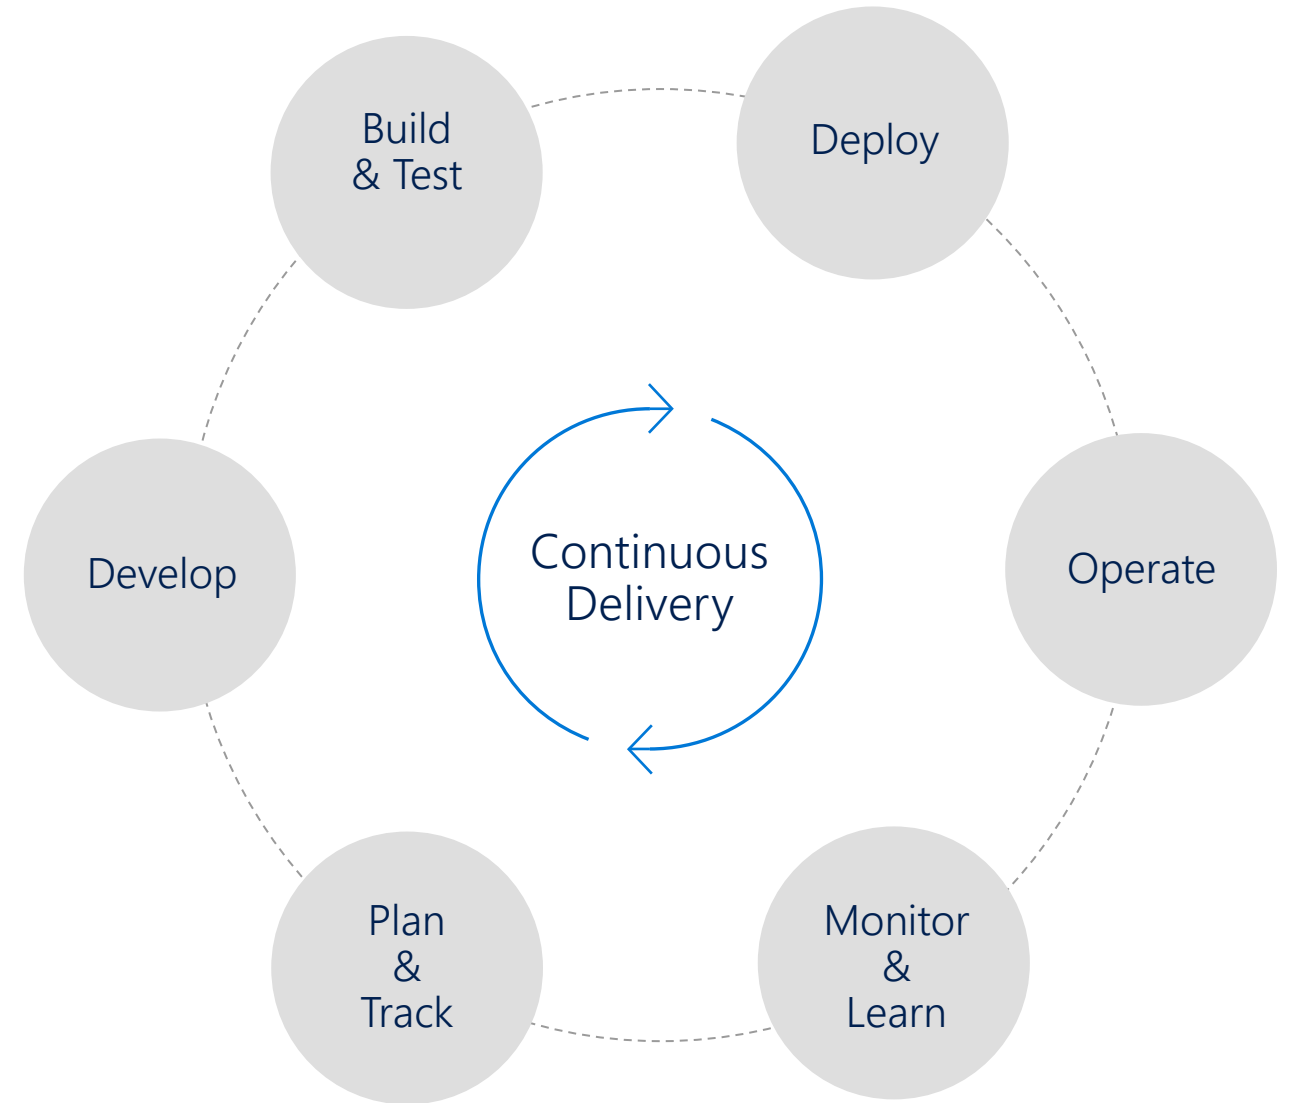 Build
& Test
Deploy
Develop
Continuous
Delivery
Operate
Plan
&
Track
Monitor
&
Learn